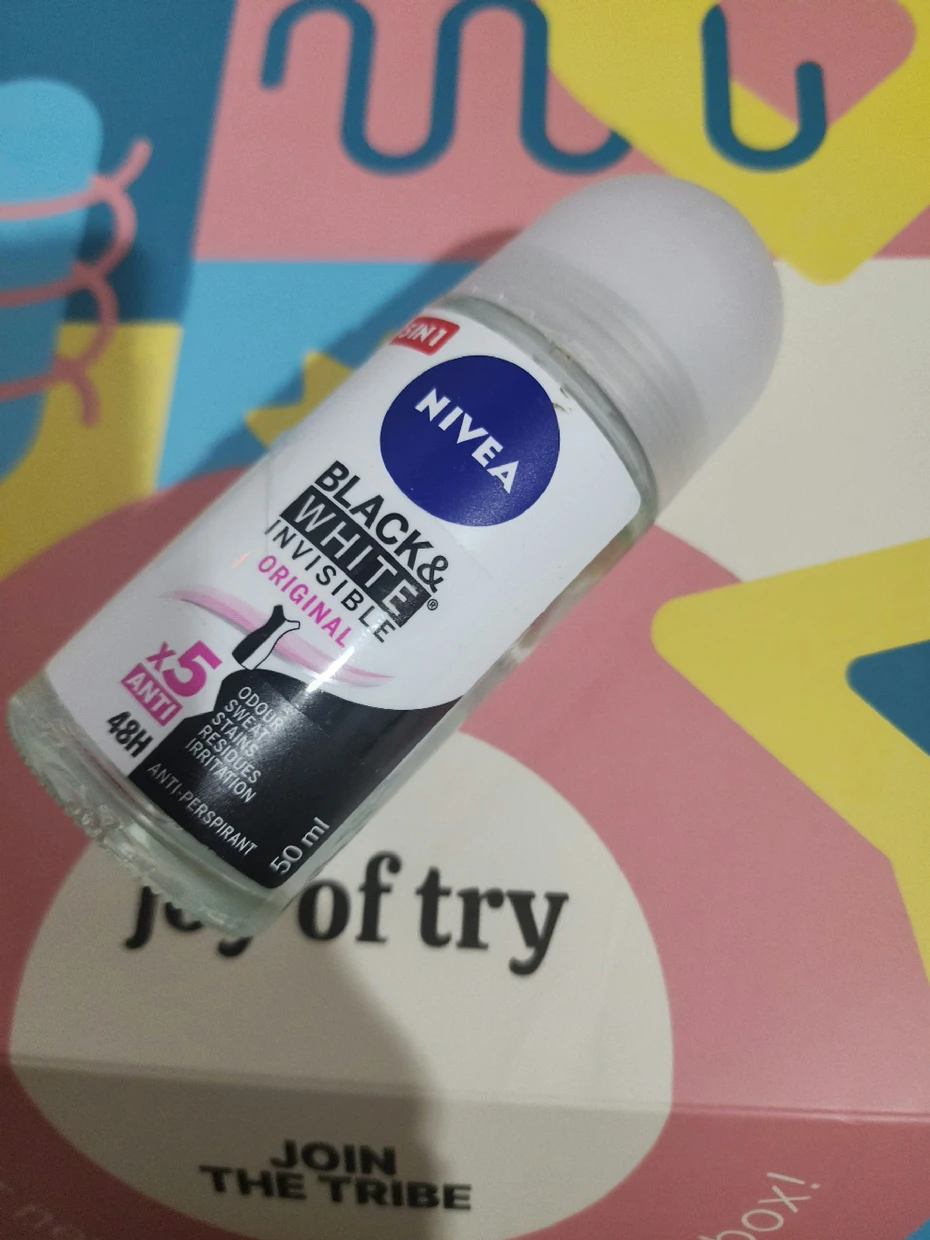 5IN1
NIVEA
BLACK&
WHITE®
INVISIBLE
ORIGINAL
x5
ANTI
48H
ODOUR
SWEAT
STAINS
RESIDUES
IRRITATION
ANTI-PERSPIRANT
50 ml
joy of try
JOIN
THE TRIBE